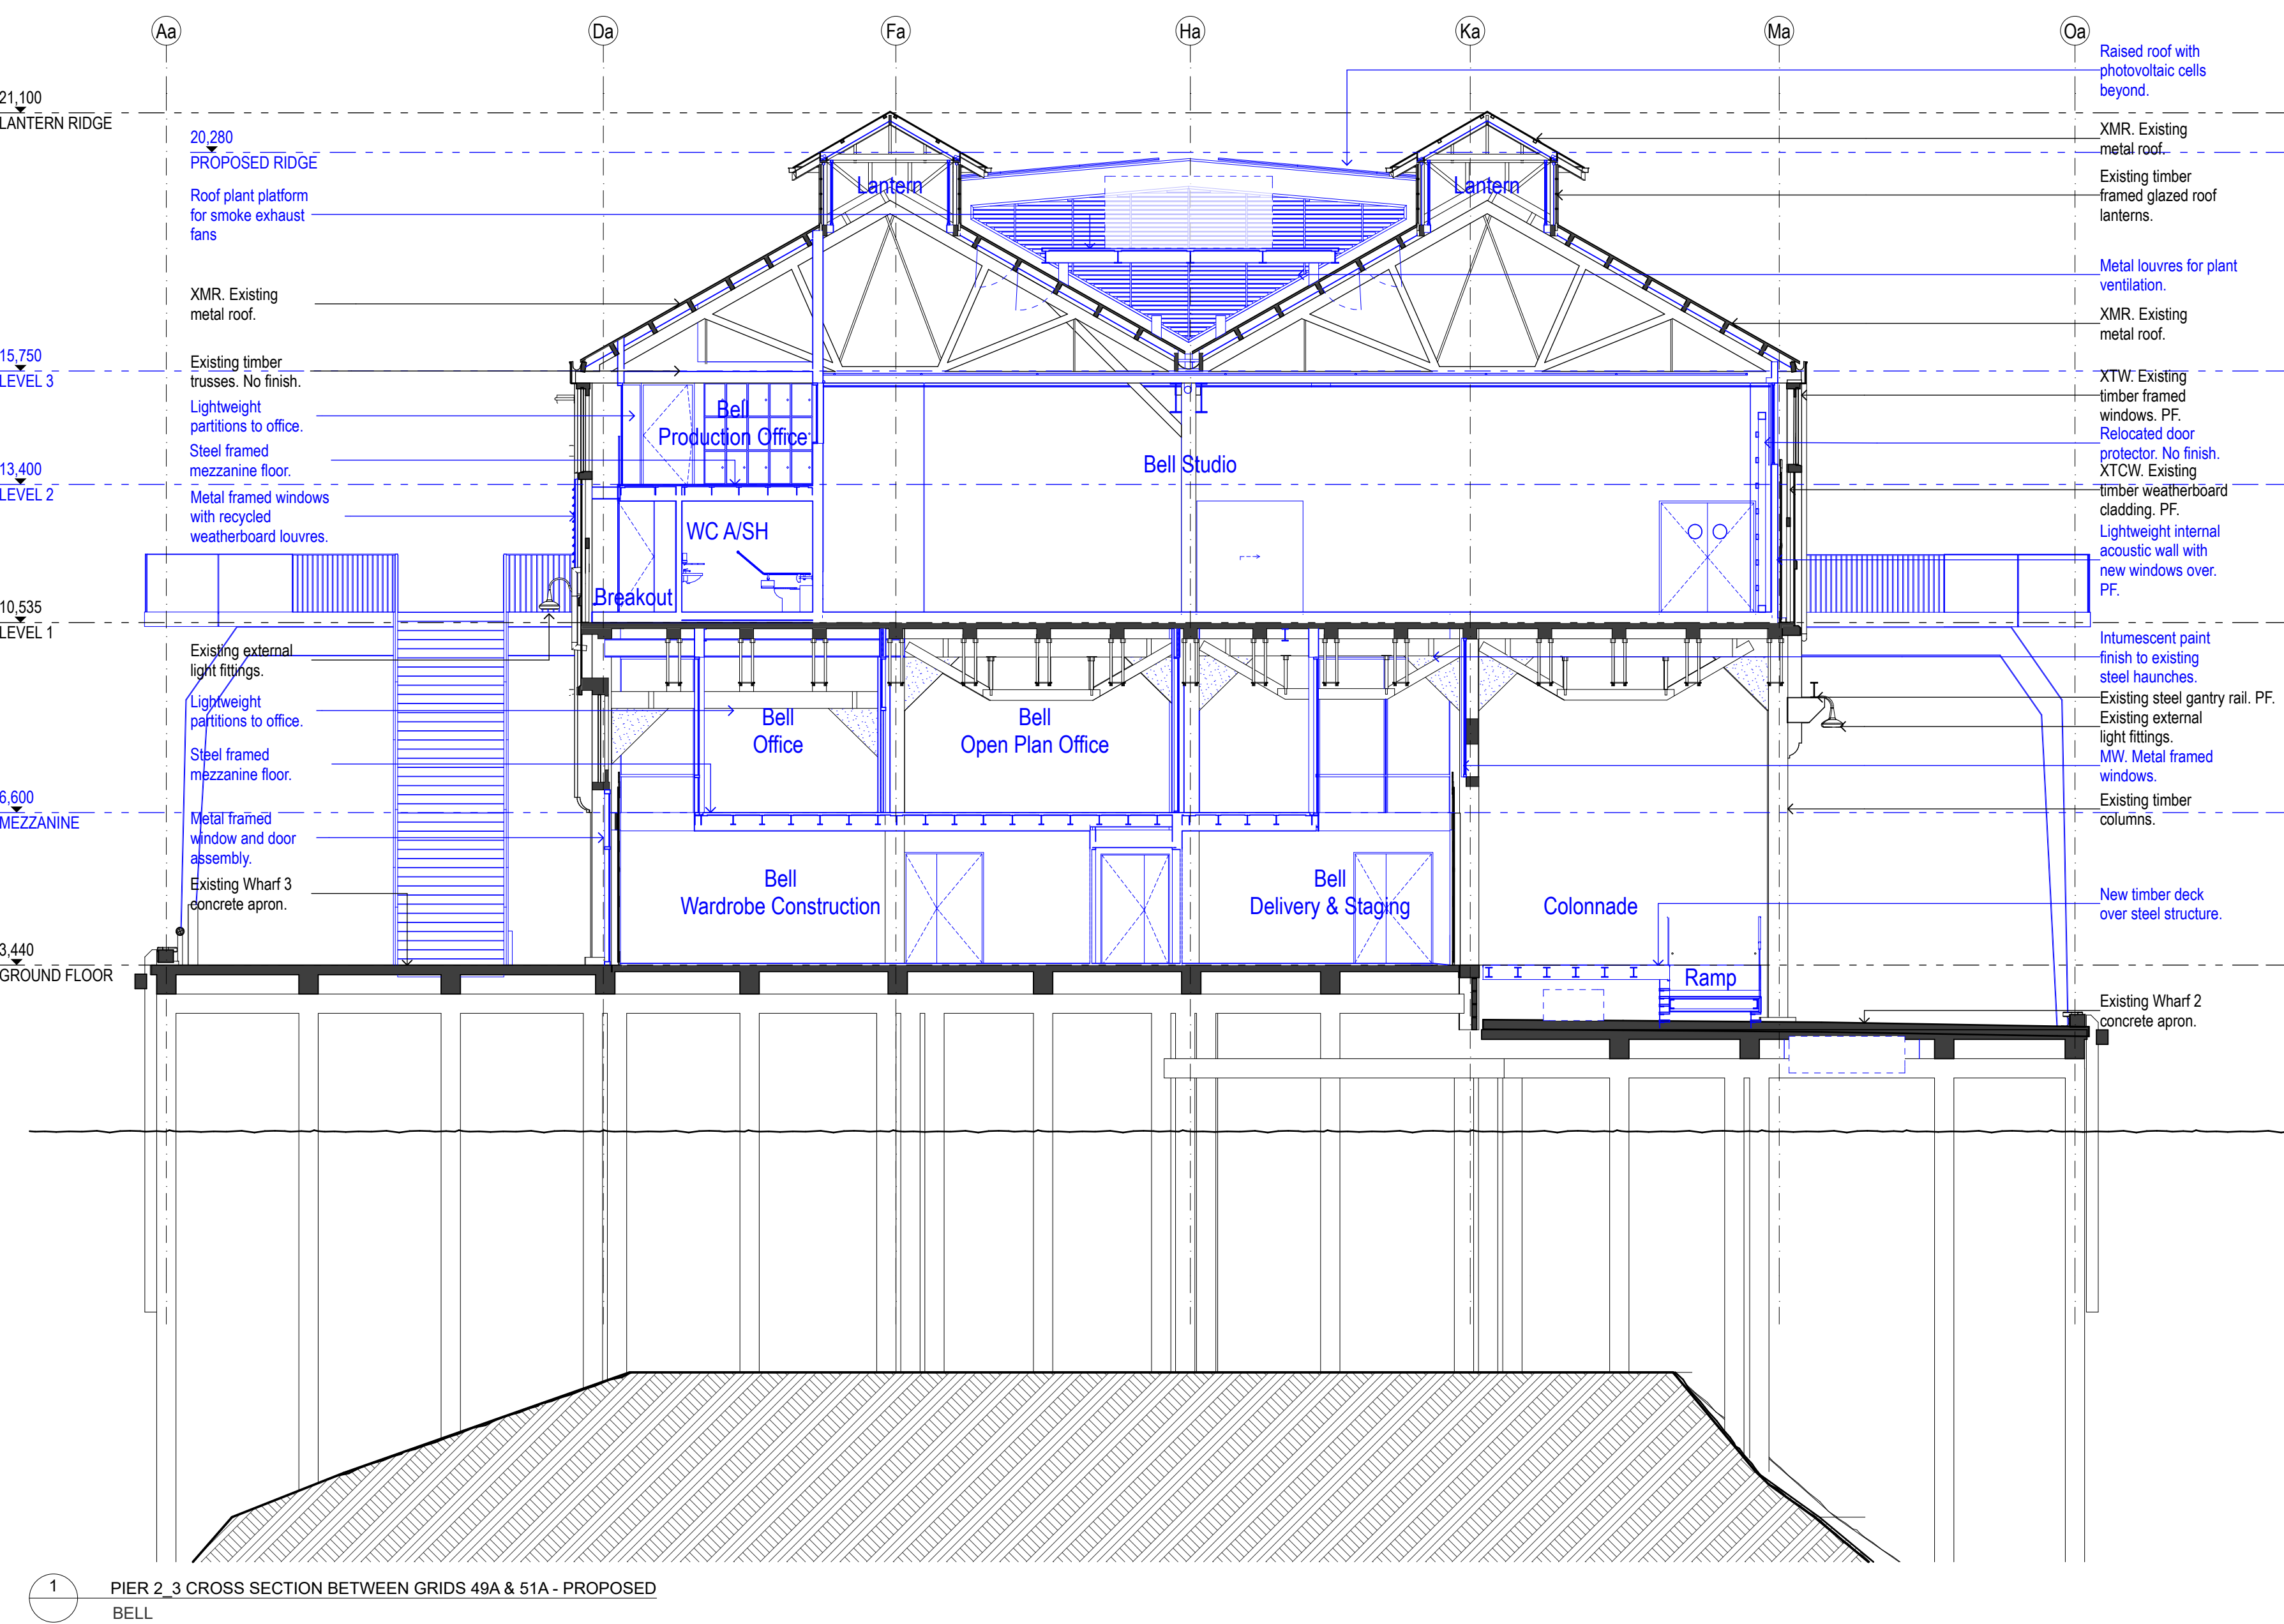 Aa
Da
Fa
Ha
Ka
Ma
Oa
21,100
LANTERN RIDGE
20,280
PROPOSED RIDGE
Roof plant platform
for smoke exhaust
fans
XMR. Existing
metal roof.
15,750
LEVEL 3
Existing timber
trusses. No finish.
Lightweight
partitions to office.
Steel framed
mezzanine floor.
13,400
LEVEL 2
Metal framed windows
with recycled
weatherboard louvres.
10,535
LEVEL 1
Existing external
light fittings.
Lightweight
partitions to office.
Steel framed
mezzanine floor.
6,600
MEZZANINE
Metal framed
window and door
assembly.
Existing Wharf 3
concrete apron.
3,440
GROUND FLOOR
Lantern
Lantern
Bell
Production Office
Bell Studio
WC A/SH
Breakout
Bell
Office
Bell
Open Plan Office
Bell
Wardrobe Construction
Bell
Delivery & Staging
Colonnade
Ramp
Raised roof with
photovoltaic cells
beyond.
XMR. Existing
metal roof.
Existing timber
framed glazed roof
lanterns.
Metal louvres for plant
ventilation.
XMR. Existing
metal roof.
XTW. Existing
timber framed
windows. PF.
Relocated door
protector. No finish.
XTCW. Existing
timber weatherboard
cladding. PF.
Lightweight internal
acoustic wall with
new windows over.
PF.
Intumescent paint
finish to existing
steel haunches.
Existing steel gantry rail. PF.
Existing external
light fittings.
MW. Metal framed
windows.
Existing timber
columns.
New timber deck
over steel structure.
Existing Wharf 2
concrete apron.
1
PIER 2_3 CROSS SECTION BETWEEN GRIDS 49A & 51A - PROPOSED
BELL